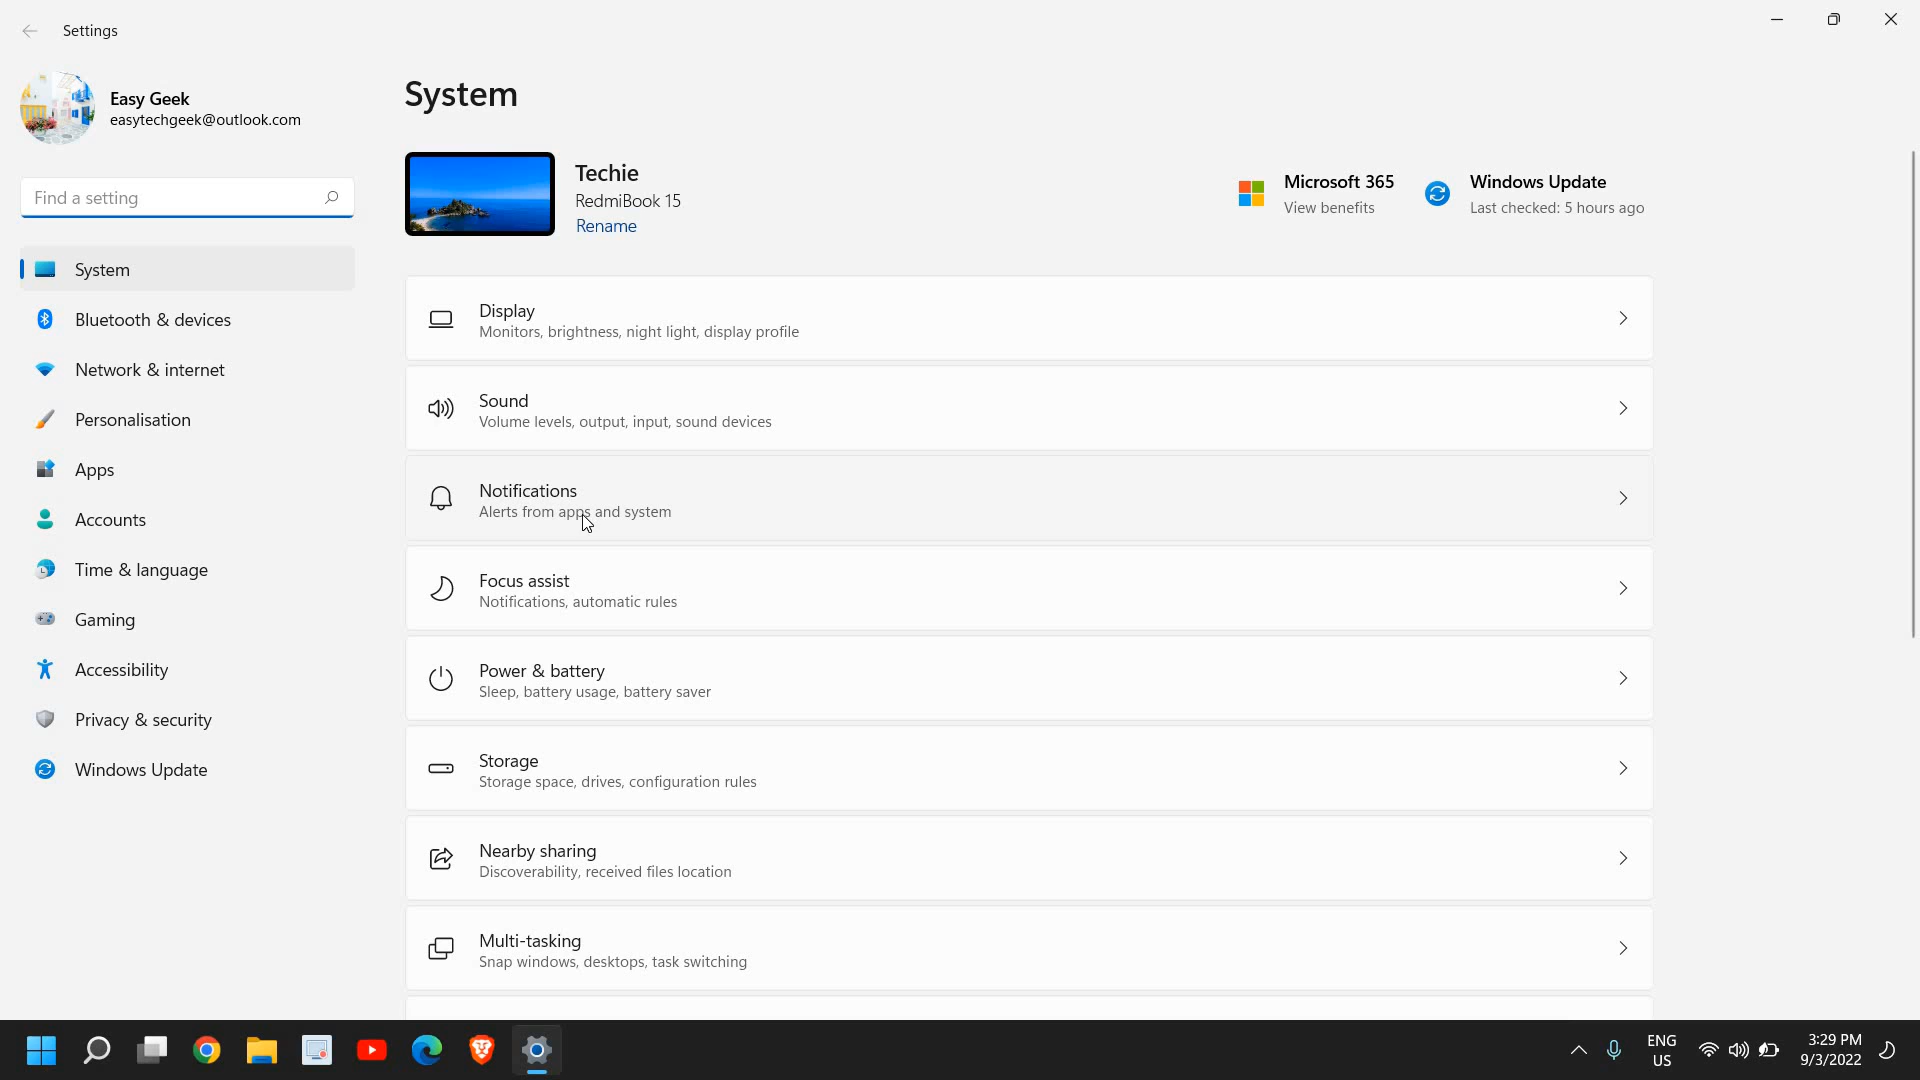 Settings
Easy Geek
easytechgeek@outlook.com
Find a setting
System
Bluetooth & devices
Network & internet
Personalisation
Apps
Accounts
Time & language
Gaming
Accessibility
Privacy & security
Windows Update
System
Techie
RedmiBook 15
Rename
Microsoft 365
View benefits
Windows Update
Last checked: 5 hours ago
Display
Monitors, brightness, night light, display profile
Sound
Volume levels, output, input, sound devices
Notifications
Alerts from apps and system
Focus assist
Notifications, automatic rules
Power & battery
Sleep, battery usage, battery saver
Storage
Storage space, drives, configuration rules
Nearby sharing
Discoverability, received files location
Multi-tasking
Snap windows, desktops, task switching
ENG
US
3:29 PM
9/3/2022